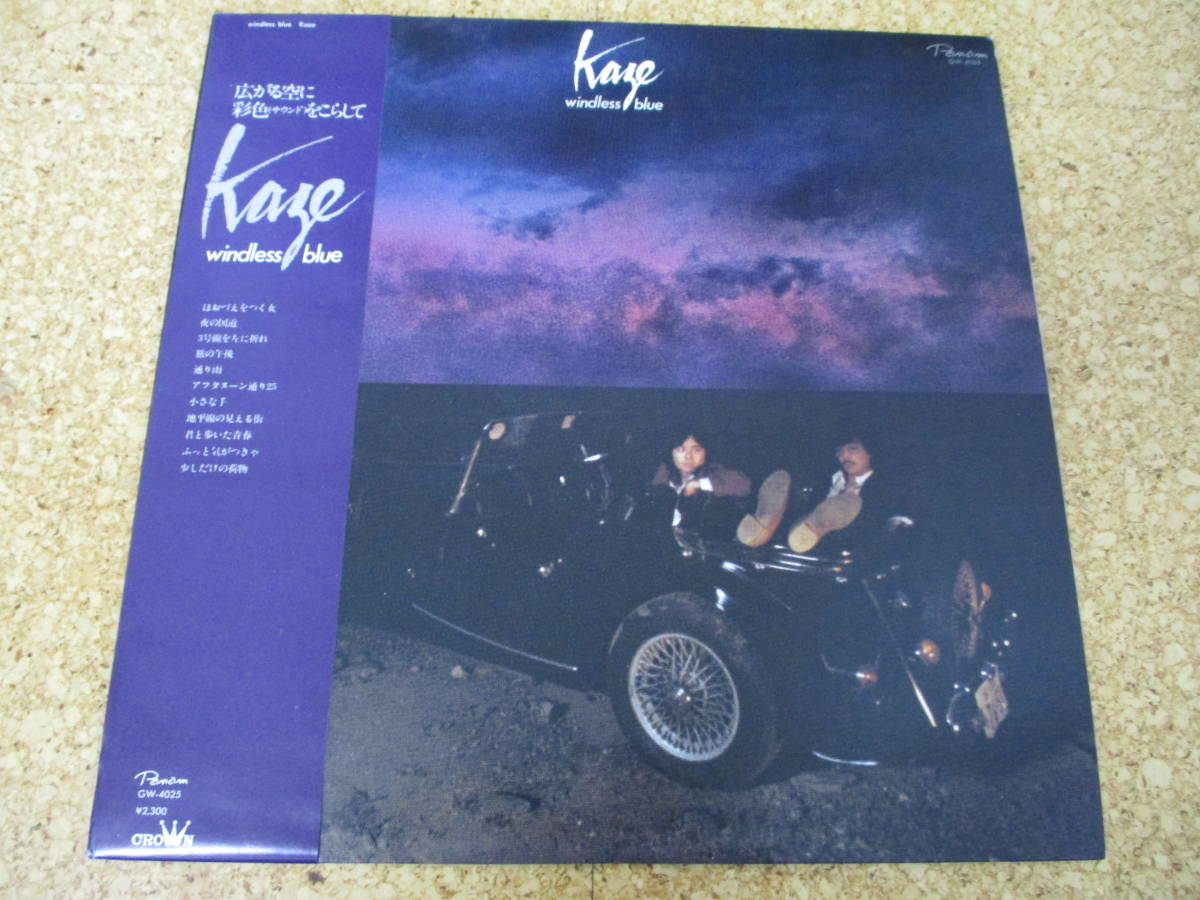 windless blue Kaze
広がる空に
彩色(サウンド)をこらして
Kaze
windless blue
ほおづえをつく女
夜の国道
3号線を左に折れ
旅の午後
通り雨
アフタヌーン通り25
小さな手
地平線の見える街
君と歩いた青春
ふっと気がつきゃ
少しだけの荷物
Panam
GW-4025
¥2,300
CROWN
Kaze
windless blue
Panam
GW-4025